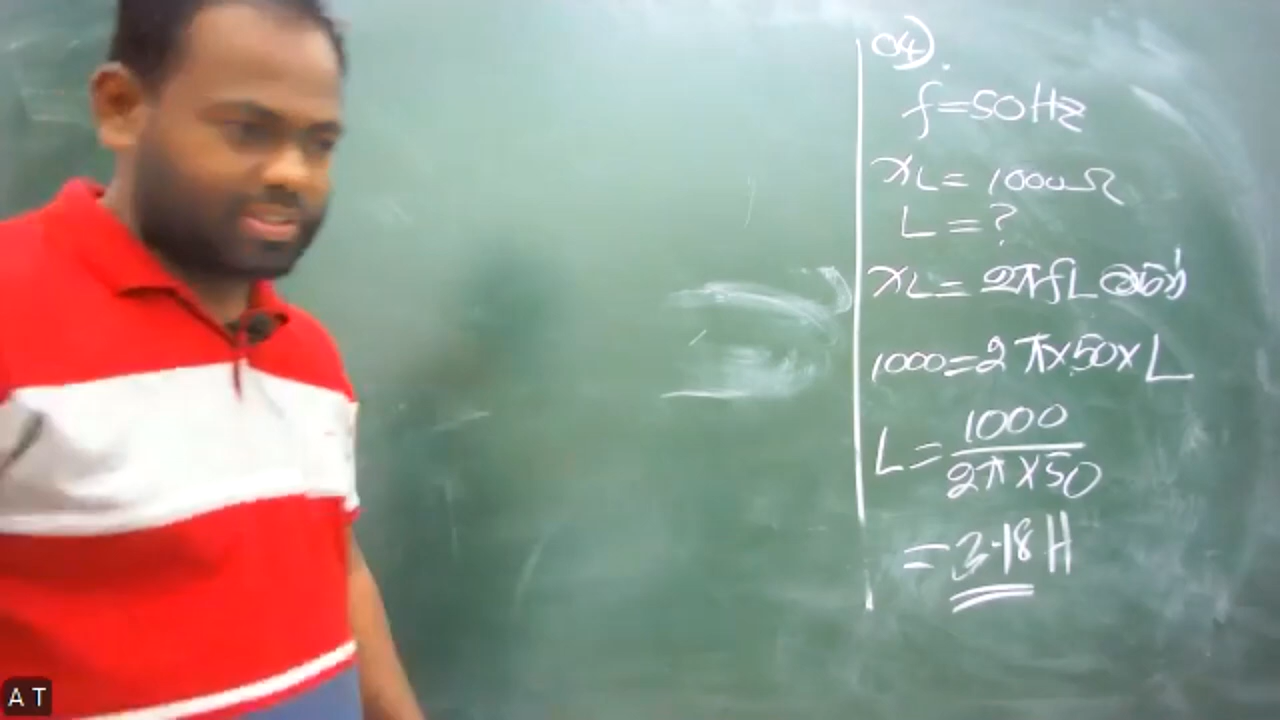 04).
f=50Hz
XL= 1000Ω
L = ?
XL= 2πfL
1000=2π×50×L
L= 1000
2π×50
=3.18H
A T